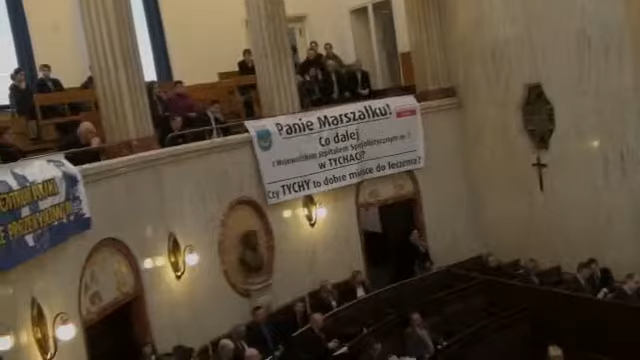 Panie Marszałku!
Co dalej
z Wojewódzkim szpitalem Specjalistycznym nr 1
w TYCHACH?
Czy TYCHY to dobre miejsce do leczenia?